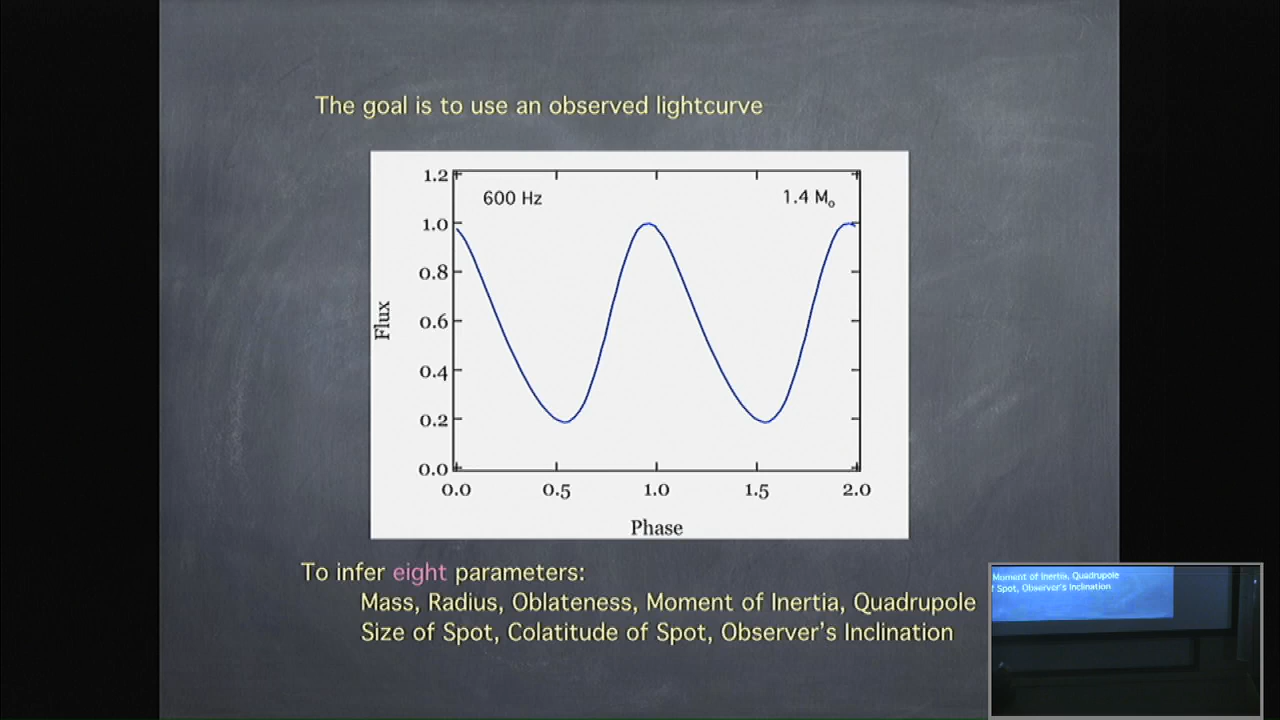 The goal is to use an observed lightcurve
1.2
600 Hz
1.4 Mo
1.0
0.8
0.6
0.4
0.2
0.0
Flux
0.0 0.5 1.0 1.5 2.0
Phase
To infer eight parameters:
Mass, Radius, Oblateness, Moment of Inertia, Quadrupole
Size of Spot, Colatitude of Spot, Observer's Inclination
Moment of Inertia, Quadrupole
f Spot, Observer's Inclination